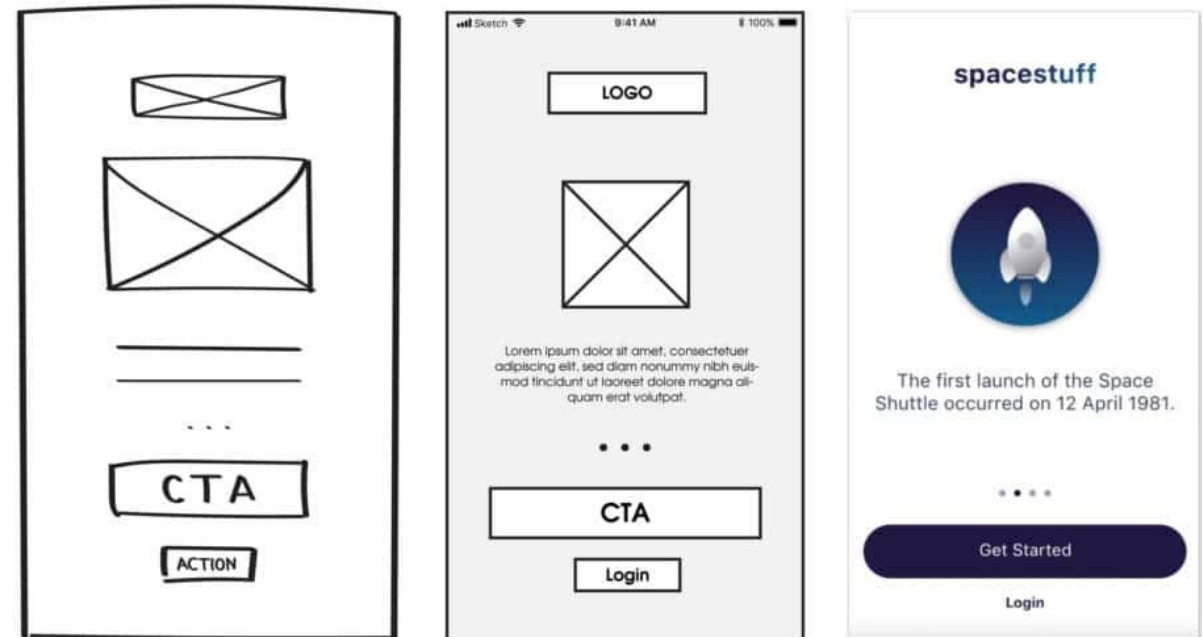 CTA
ACTION
Sketch 9:41 AM 100%
LOGO
Lorem ipsum dolor sit amet, consectetuer
adipiscing elit, sed diam nonummy nibh euis-
mod tincidunt ut laoreet dolore magna ali-
quam erat volutpat.
CTA
Login
spacestuff
The first launch of the Space
Shuttle occurred on 12 April 1981.
Get Started
Login